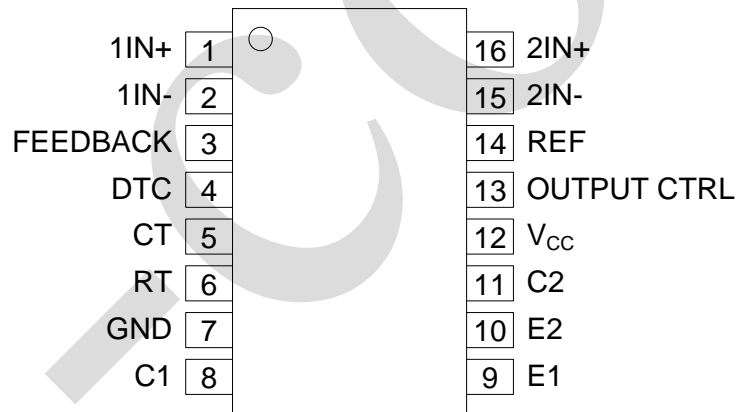 1IN+ 1 16 2IN+
1IN- 2 15 2IN-
FEEDBACK 3 14 REF
DTC 4 13 OUTPUT CTRL
CT 5 12 VCC
RT 6 11 C2
GND 7 10 E2
C1 8 9 E1